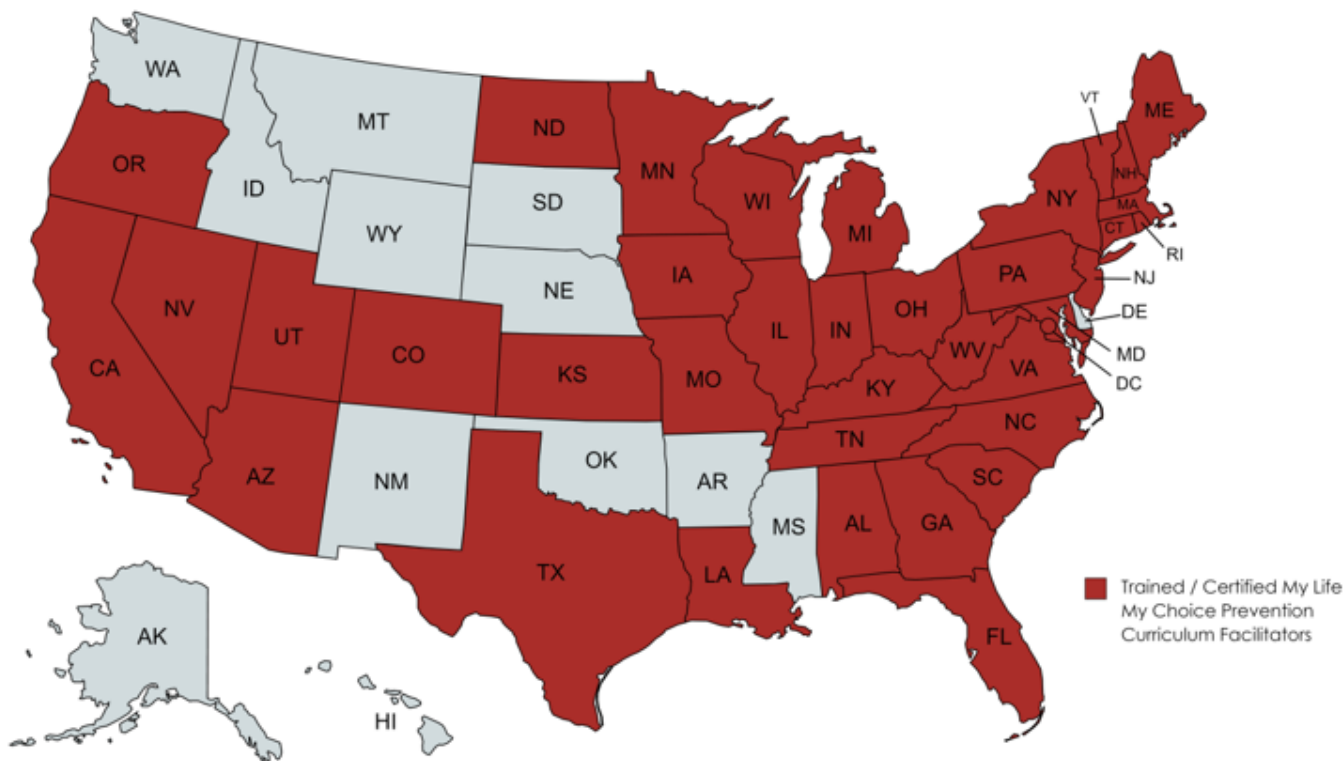 WA
MT
ND
MN
VT
ME
OR
ID
SD
WI
NH
NY
MA
WY
MI
CT
RI
IA
PA
NJ
NE
NV
OH
DE
IL
IN
UT
CO
WV
MD
CA
KS
MO
VA
DC
KY
NC
TN
OK
AZ
NM
AR
SC
MS
AL
GA
TX
LA
Trained / Certified My Life
My Choice Prevention
Curriculum Facilitators
AK
FL
HI